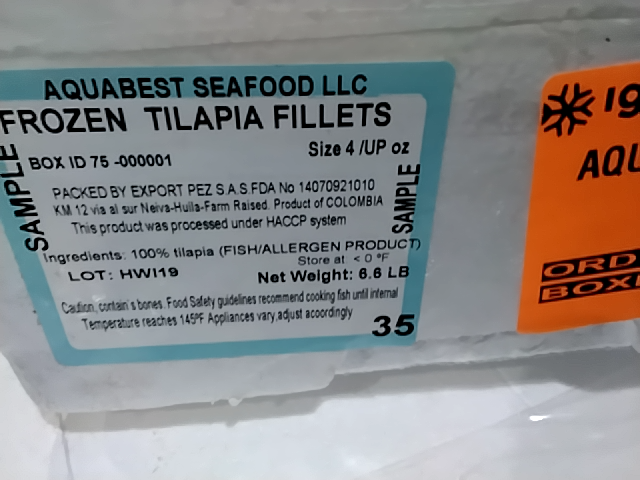 AQUABEST SEAFOOD LLC
FROZEN TILAPIA FILLETS
BOX ID 75 -000001
Size 4 /UP oz
SAMPLE
SAMPLE
PACKED BY EXPORT PEZ S.A.S.FDA No 14070921010
KM 12 via al sur Neiva-Huila-Farm Raised. Product of COLOMBIA
This product was processed under HACCP system
Ingredients: 100% tilapia (FISH/ALLERGEN PRODUCT)
Store at < 0 ºF
LOT: HWI19
Net Weight: 6.6 LB
Caution, contain's bones. Food Safety guidelines recommend cooking fish until internal
Temperature reaches 145ºF Appliances vary,adjust acoordingly
35
AQU
ORD
BOX